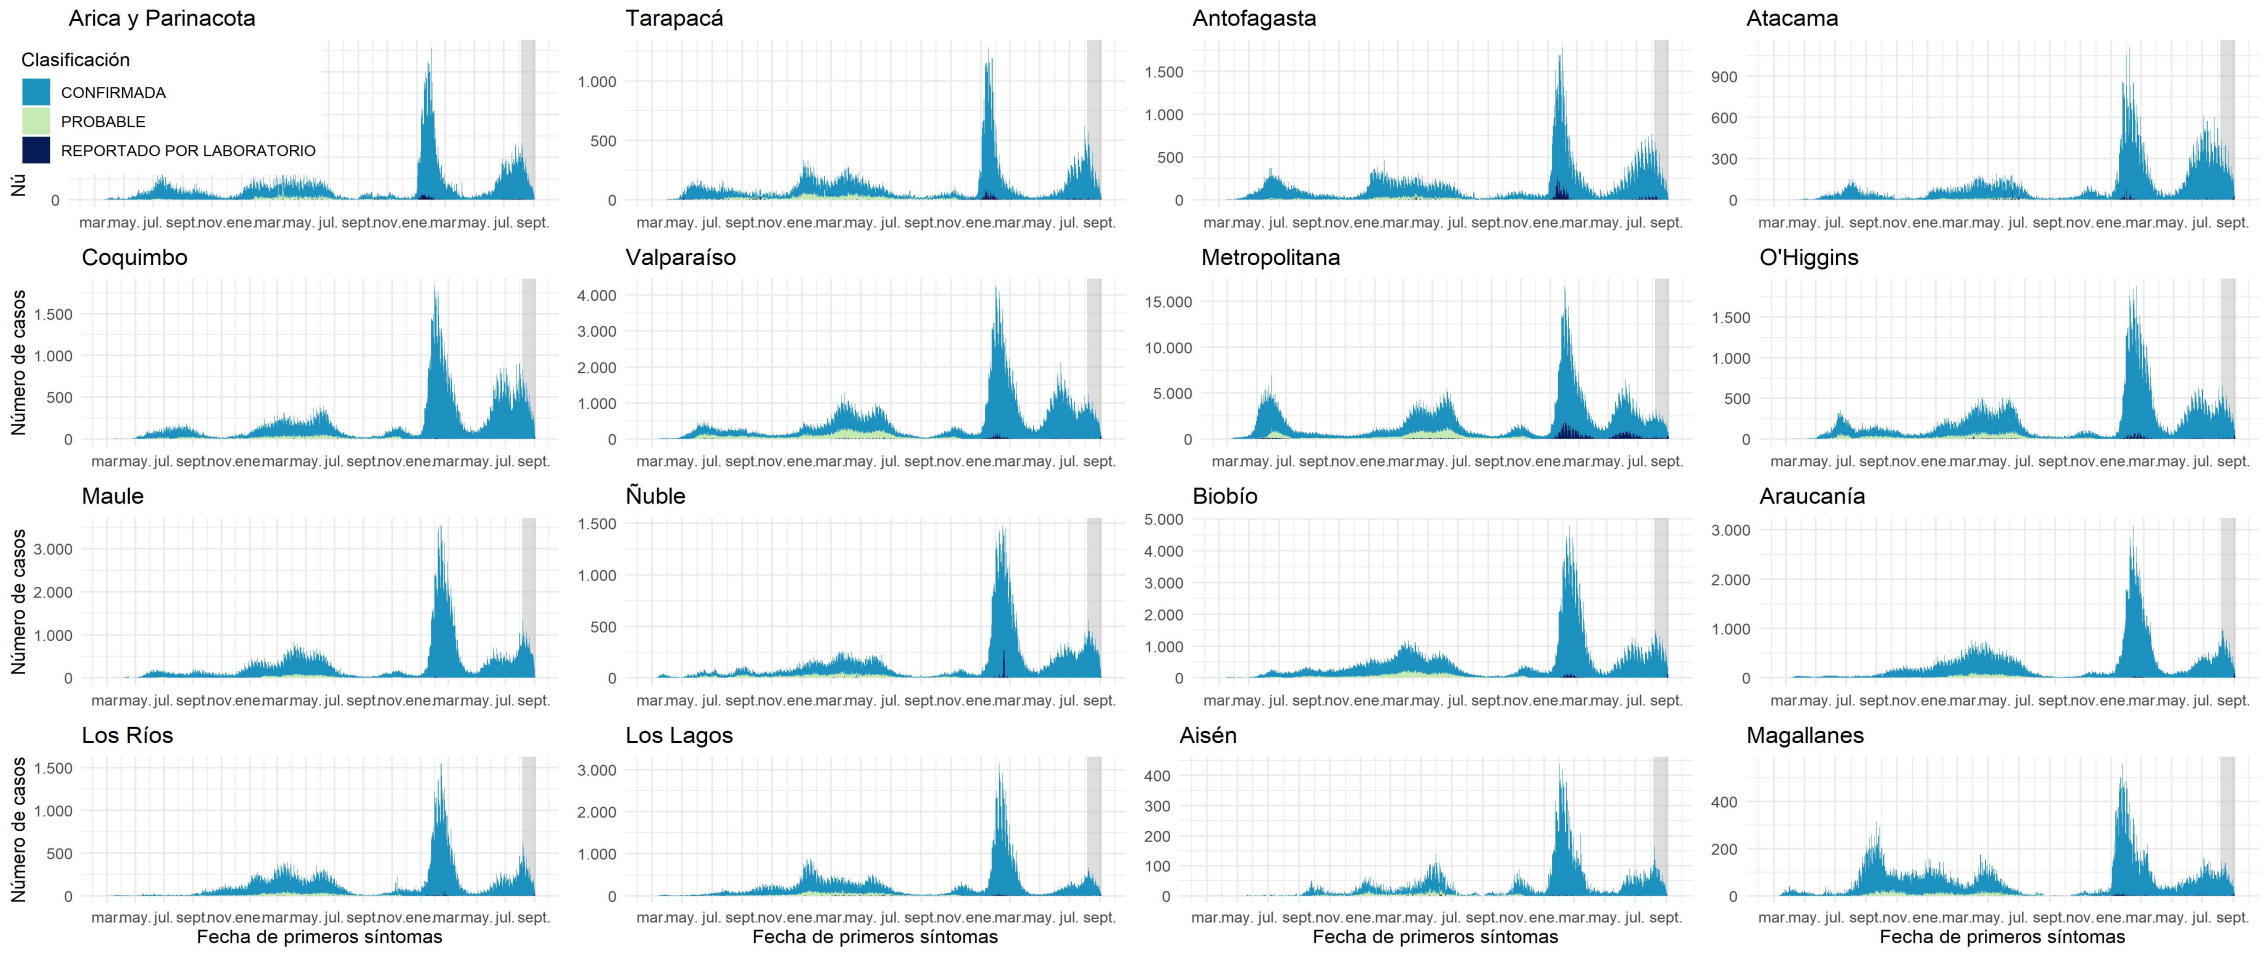 Arica y Parinacota
Tarapacá
Antofagasta
Atacama
Clasificación
CONFIRMADA
PROBABLE
REPORTADO POR LABORATORIO
Nú
0
mar. may. jul. sept. nov. ene. mar. may. jul. sept. nov. ene. mar. may. jul. sept.
1.000
500
0
mar. may. jul. sept. nov. ene. mar. may. jul. sept. nov. ene. mar. may. jul. sept.
1.500
1.000
500
0
mar. may. jul. sept. nov. ene. mar. may. jul. sept. nov. ene. mar. may. jul. sept.
900
600
300
0
mar. may. jul. sept. nov. ene. mar. may. jul. sept. nov. ene. mar. may. jul. sept.
Coquimbo
Valparaíso
Metropolitana
O'Higgins
Número de casos
1.500
1.000
500
0
mar. may. jul. sept. nov. ene. mar. may. jul. sept. nov. ene. mar. may. jul. sept.
4.000
3.000
2.000
1.000
0
mar. may. jul. sept. nov. ene. mar. may. jul. sept. nov. ene. mar. may. jul. sept.
15.000
10.000
5.000
0
mar. may. jul. sept. nov. ene. mar. may. jul. sept. nov. ene. mar. may. jul. sept.
1.500
1.000
500
0
mar. may. jul. sept. nov. ene. mar. may. jul. sept. nov. ene. mar. may. jul. sept.
Maule
Ñuble
Biobío
Araucanía
Número de casos
3.000
2.000
1.000
0
mar. may. jul. sept. nov. ene. mar. may. jul. sept. nov. ene. mar. may. jul. sept.
1.500
1.000
500
0
mar. may. jul. sept. nov. ene. mar. may. jul. sept. nov. ene. mar. may. jul. sept.
5.000
4.000
3.000
2.000
1.000
0
mar. may. jul. sept. nov. ene. mar. may. jul. sept. nov. ene. mar. may. jul. sept.
3.000
2.000
1.000
0
mar. may. jul. sept. nov. ene. mar. may. jul. sept. nov. ene. mar. may. jul. sept.
Los Ríos
Los Lagos
Aisén
Magallanes
Número de casos
1.500
1.000
500
0
mar. may. jul. sept. nov. ene. mar. may. jul. sept. nov. ene. mar. may. jul. sept.
Fecha de primeros síntomas
3.000
2.000
1.000
0
mar. may. jul. sept. nov. ene. mar. may. jul. sept. nov. ene. mar. may. jul. sept.
Fecha de primeros síntomas
400
300
200
100
0
mar. may. jul. sept. nov. ene. mar. may. jul. sept. nov. ene. mar. may. jul. sept.
Fecha de primeros síntomas
400
200
0
mar. may. jul. sept. nov. ene. mar. may. jul. sept. nov. ene. mar. may. jul. sept.
Fecha de primeros síntomas